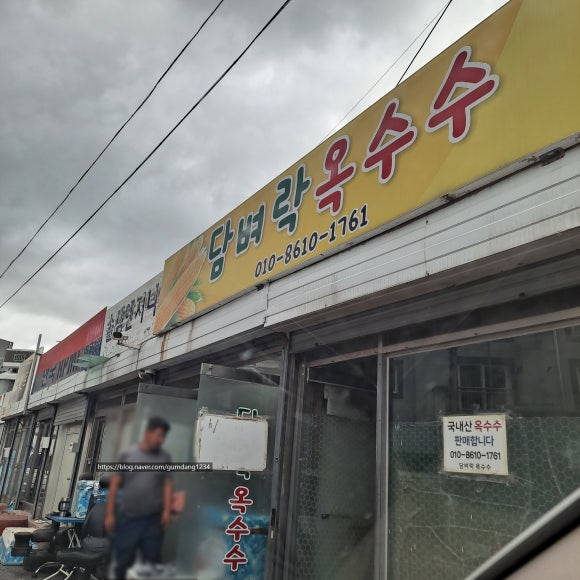 담벼락옥수수
010-8610-1761
국내산 옥수수
판매합니다
010-8610-1761
담벼락 옥수수
담
옥수수
https://blog.naver.com/gumdang1234